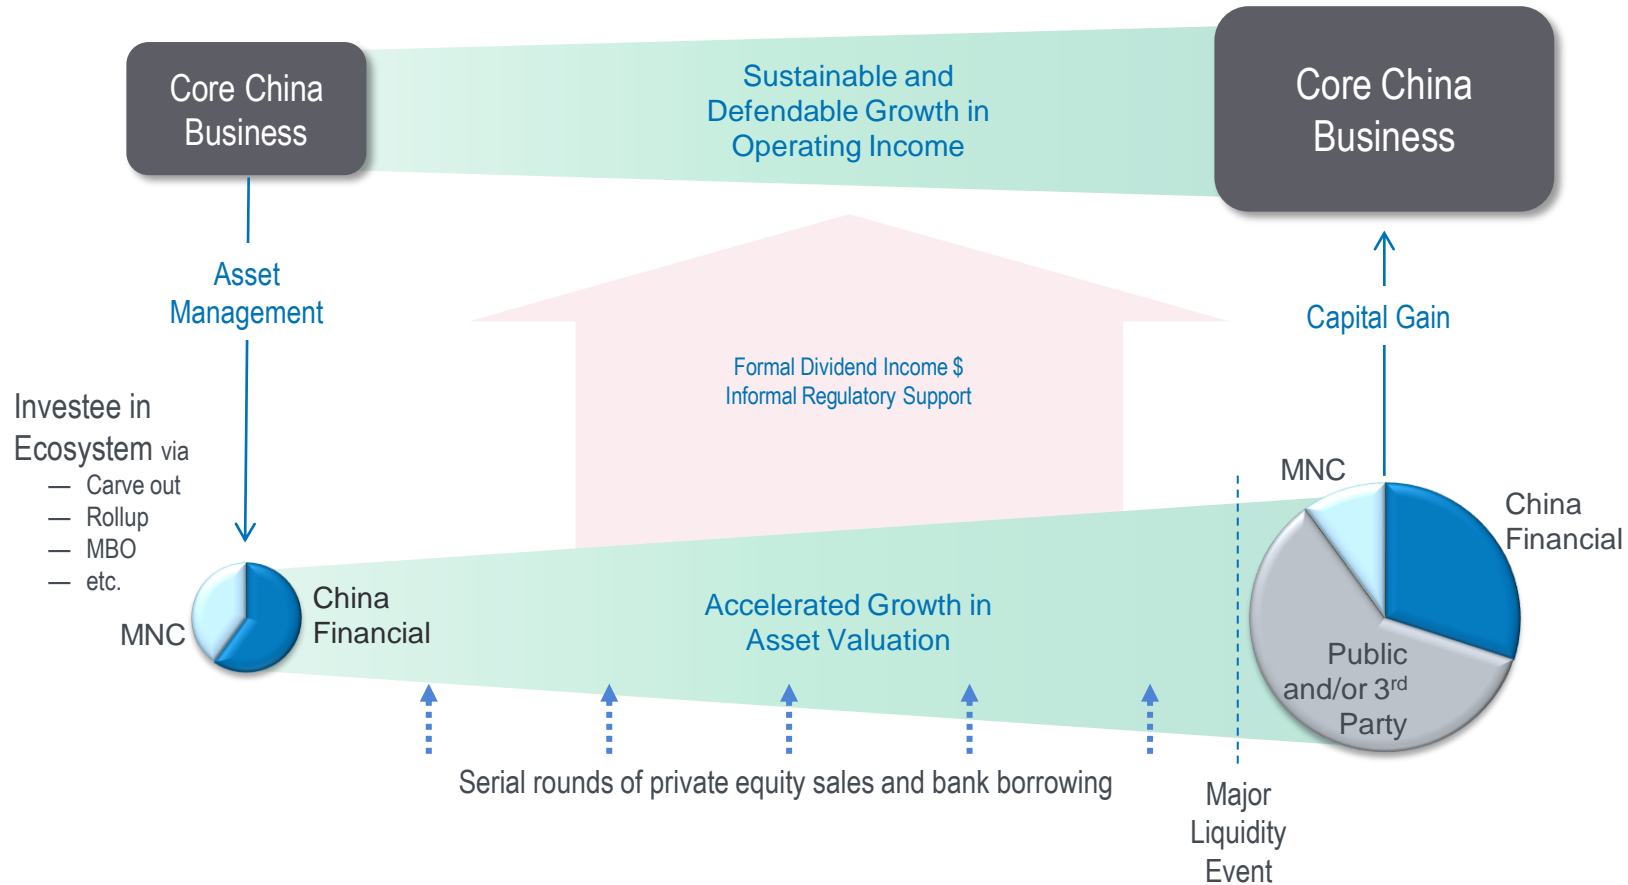 Core China
Business
Sustainable and
Defendable Growth in
Operating Income
Core China
Business
Asset
Management
Capital Gain
Formal Dividend Income $
Informal Regulatory Support
Investee in
Ecosystem via
— Carve out
— Rollup
— MBO
— etc.
MNC
China
Financial
Accelerated Growth in
Asset Valuation
MNC
China
Financial
Public
and/or 3rd
Party
Serial rounds of private equity sales and bank borrowing
Major
Liquidity
Event